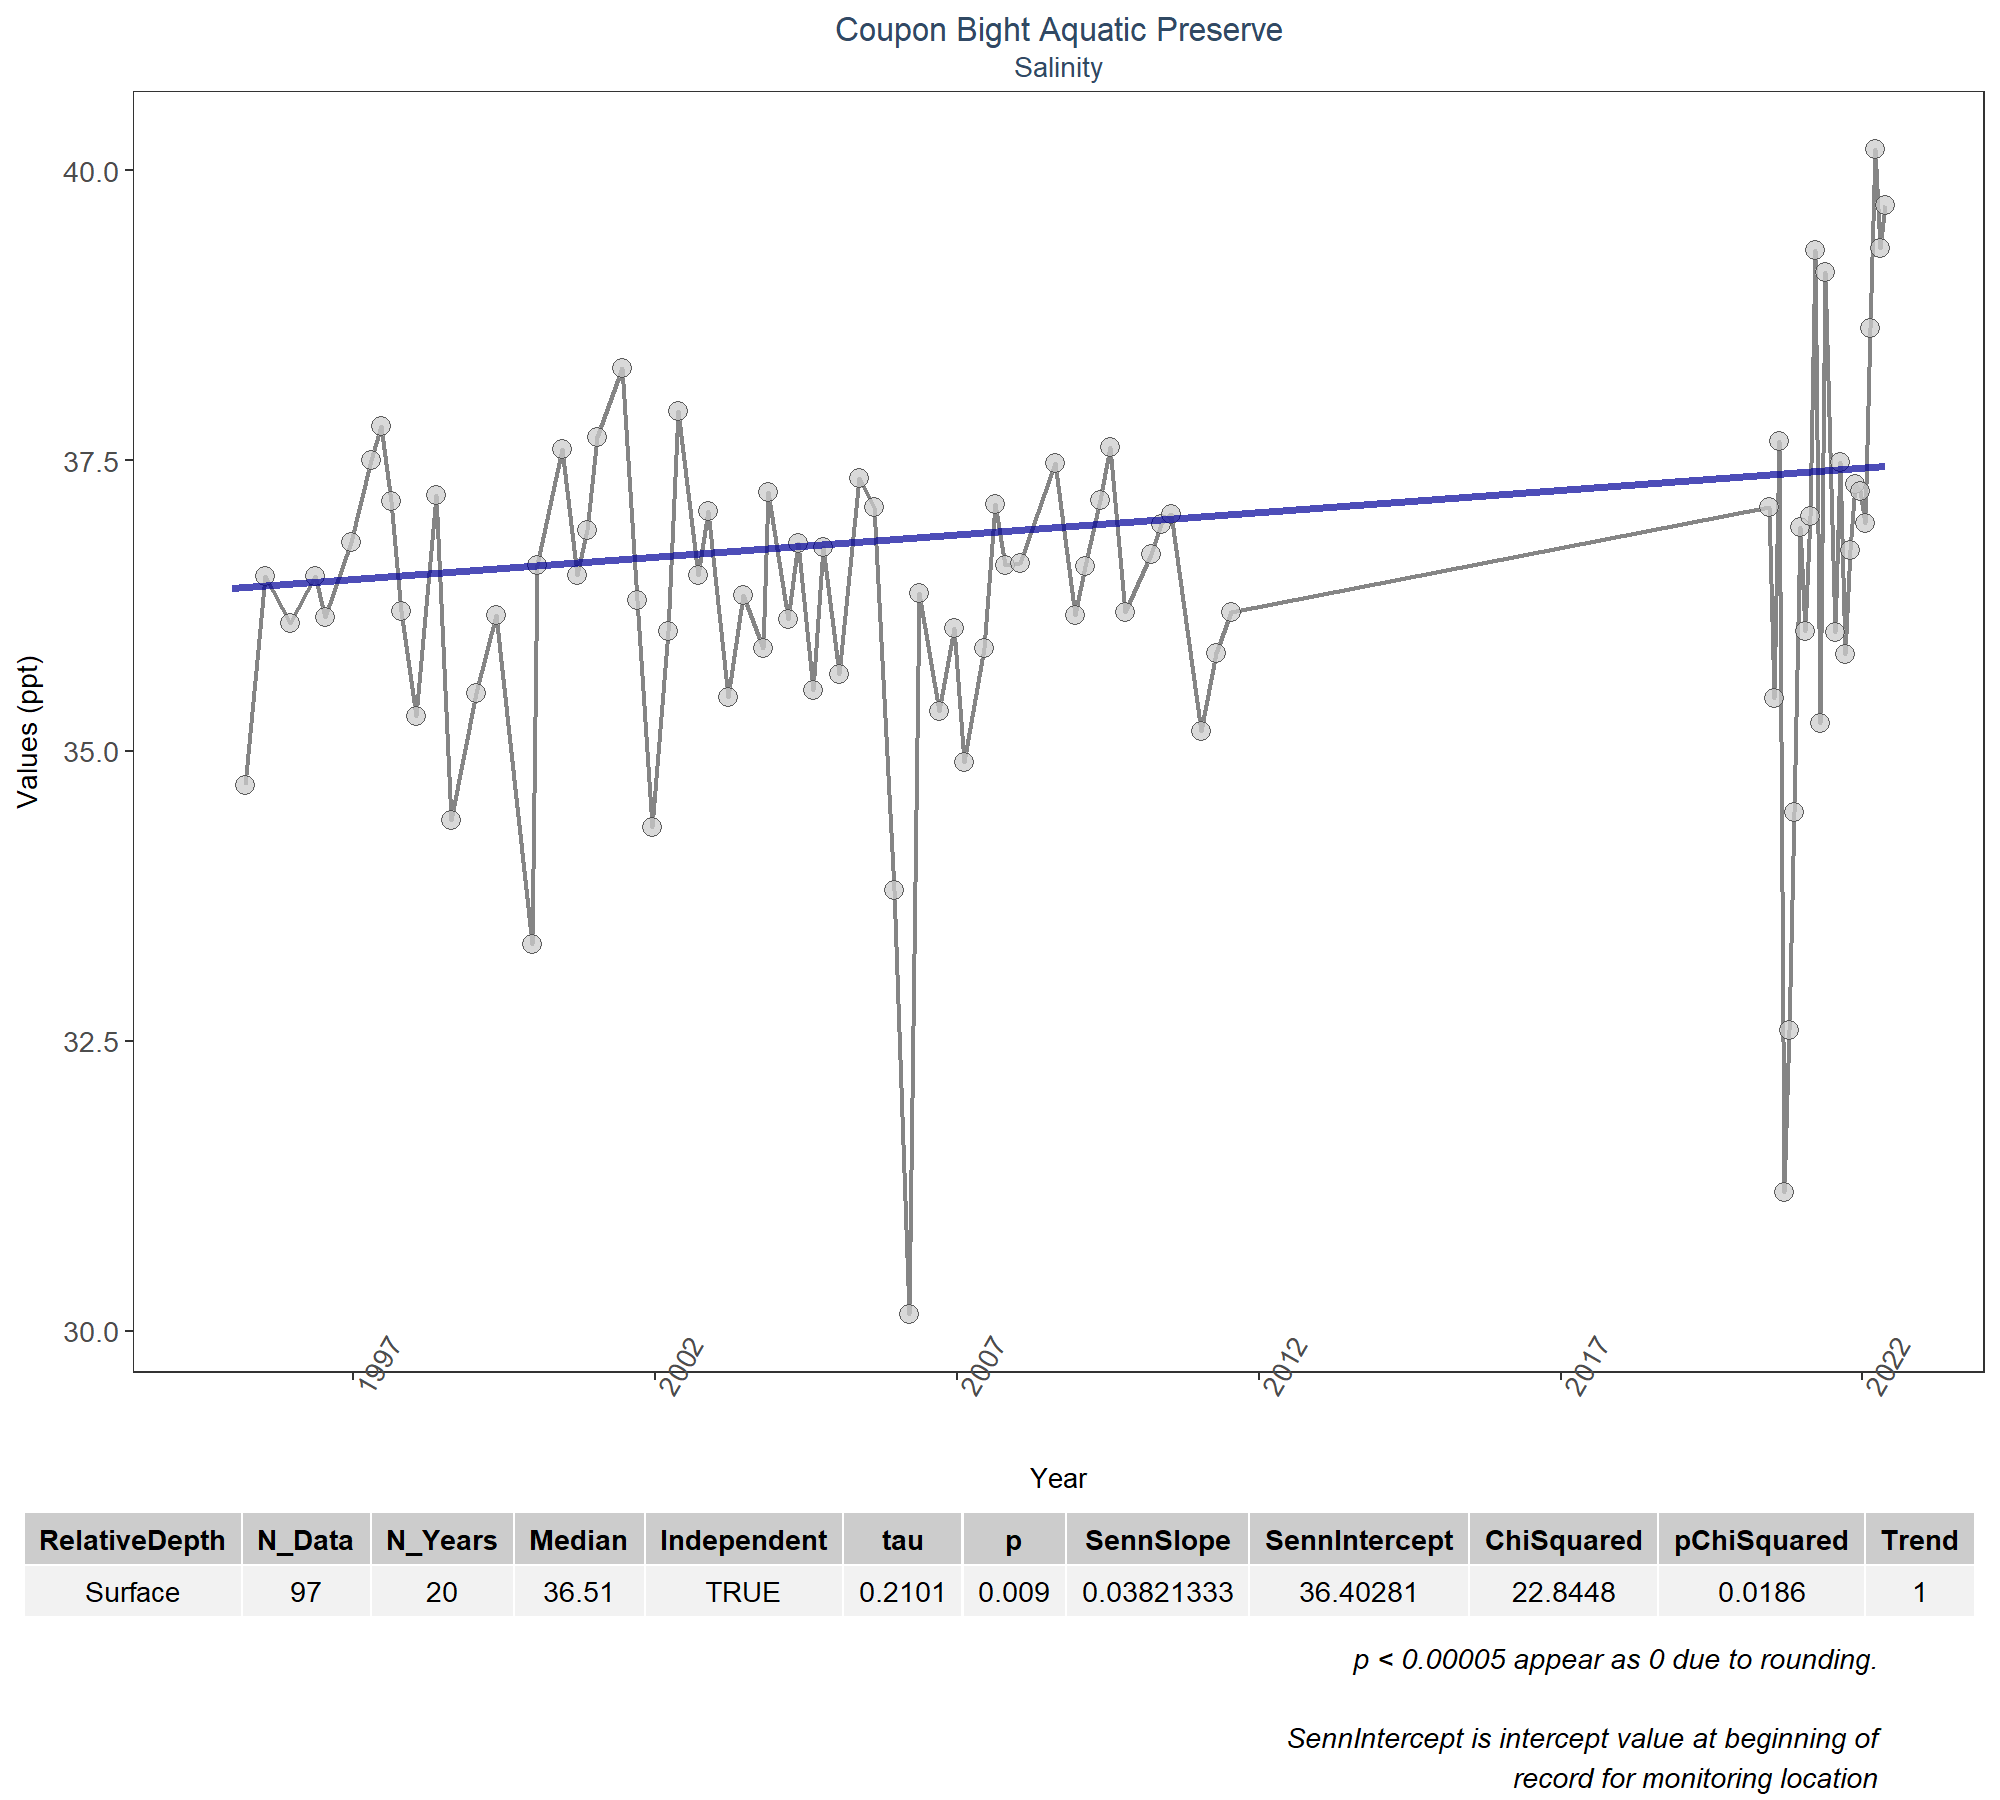 Coupon Bight Aquatic Preserve
Salinity
40.0
37.5
35.0
32.5
30.0
Values (ppt)
1997
2002
2007
2012
2017
2022
Year
RelativeDepth N_Data N_Years Median Independent tau p SennSlope SennIntercept ChiSquared pChiSquared Trend
Surface 97 20 36.51 TRUE 0.2101 0.009 0.03821333 36.40281 22.8448 0.0186 1
p < 0.00005 appear as 0 due to rounding.
SennIntercept is intercept value at beginning of
record for monitoring location